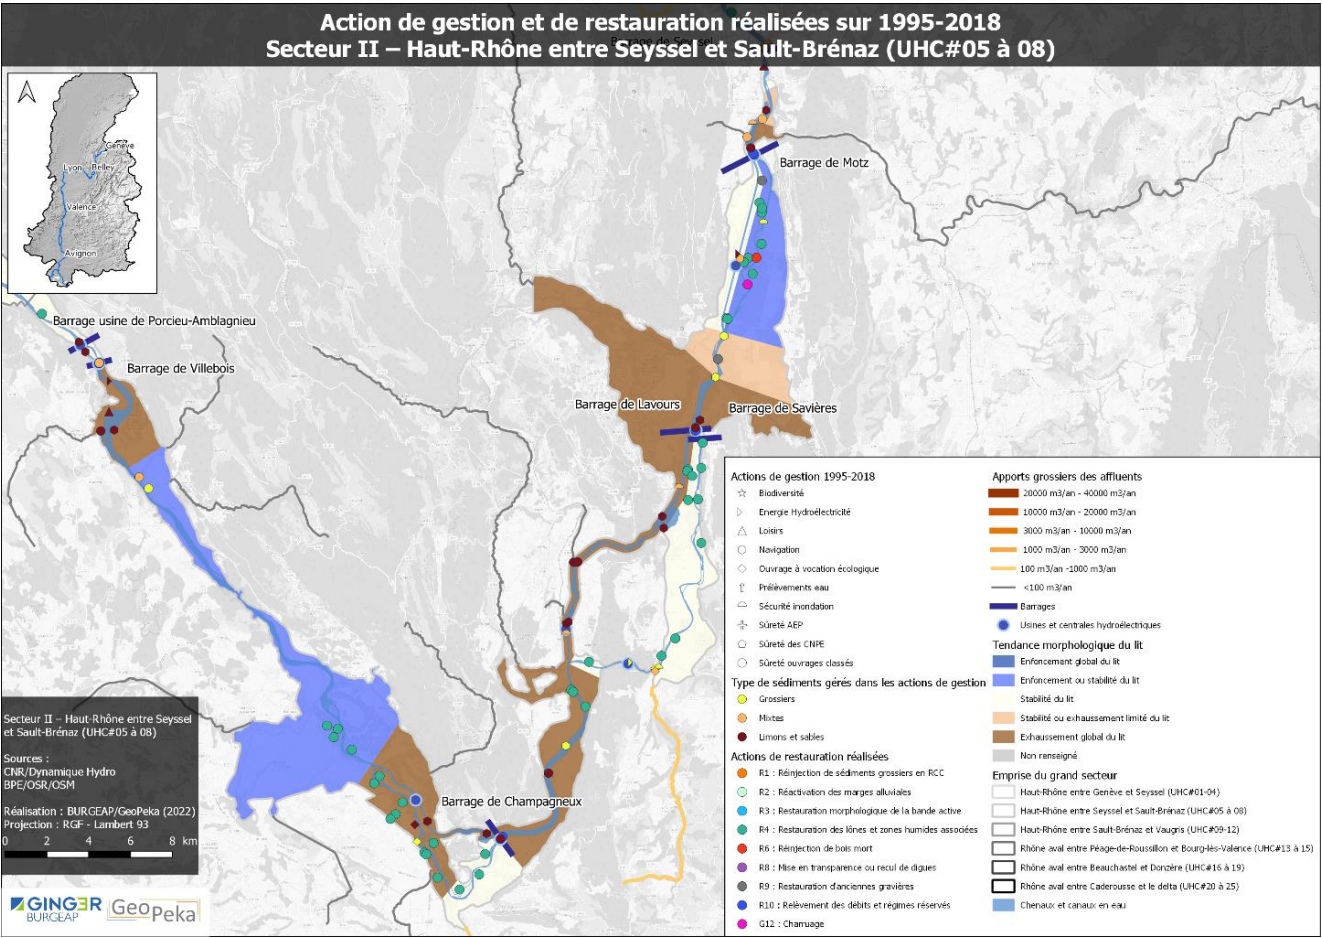 Action de gestion et de restauration réalisées sur 1995-2018
Secteur II – Haut-Rhône entre Seyssel et Sault-Brénaz (UHC#05 à 08)
Genève
Lyon
Belley
Valence
Avignon
Barrage de Motz
Barrage usine de Porcieu-Amblagnieu
Barrage de Villebois
Barrage de Lavours
Barrage de Savières
Barrage de Champagneux
Secteur II – Haut-Rhône entre Seyssel
et Sault-Brénaz (UHC#05 à 08)
Sources :
CNR/Dynamique Hydro
BPE/OSR/OSM
Réalisation : BURGEAP/GeoPeka (2022)
Projection : RGF - Lambert 93
0 2 4 6 8 km
GINGER
BURGEAP
GeoPeka
Actions de gestion 1995-2018
Biodiversité
Energie Hydroélectricité
Loisirs
Navigation
Ouvrage à vocation écologique
Prélèvements eau
Sécurité inondation
Sûreté AEP
Sûreté des CNPE
Sûreté ouvrages classés
Type de sédiments gérés dans les actions de gestion
Grossiers
Mixtes
Limons et sables
Actions de restauration réalisées
R1 : Réinjection de sédiments grossiers en RCC
R2 : Réactivation des marges alluviales
R3 : Restauration morphologique de la bande active
R4 : Restauration des lônes et zones humides associées
R6 : Réinjection de bois mort
R8 : Mise en transparence ou recul de digues
R9 : Restauration d'anciennes gravières
R10 : Relèvement des débits et régimes réservés
G12 : Charruage
Apports grossiers des affluents
20000 m3/an - 40000 m3/an
10000 m3/an - 20000 m3/an
3000 m3/an - 10000 m3/an
1000 m3/an - 3000 m3/an
100 m3/an -1000 m3/an
<100 m3/an
Barrages
Usines et centrales hydroélectriques
Tendance morphologique du lit
Enfoncement global du lit
Enfoncement ou stabilité du lit
Stabilité du lit
Stabilité ou exhaussement limité du lit
Exhaussement global du lit
Non renseigné
Emprise du grand secteur
Haut-Rhône entre Genève et Seyssel (UHC#01-04)
Haut-Rhône entre Seyssel et Sault-Brénaz (UHC#05 à 08)
Haut-Rhône entre Sault-Brénaz et Vaugris (UHC#09-12)
Rhône aval entre Péage-de-Roussillon et Bourg-lès-Valence (UHC#13 à 15)
Rhône aval entre Beauchastel et Donzère (UHC#16 à 19)
Rhône aval entre Caderousse et le delta (UHC#20 à 25)
Chenaux et canaux en eau